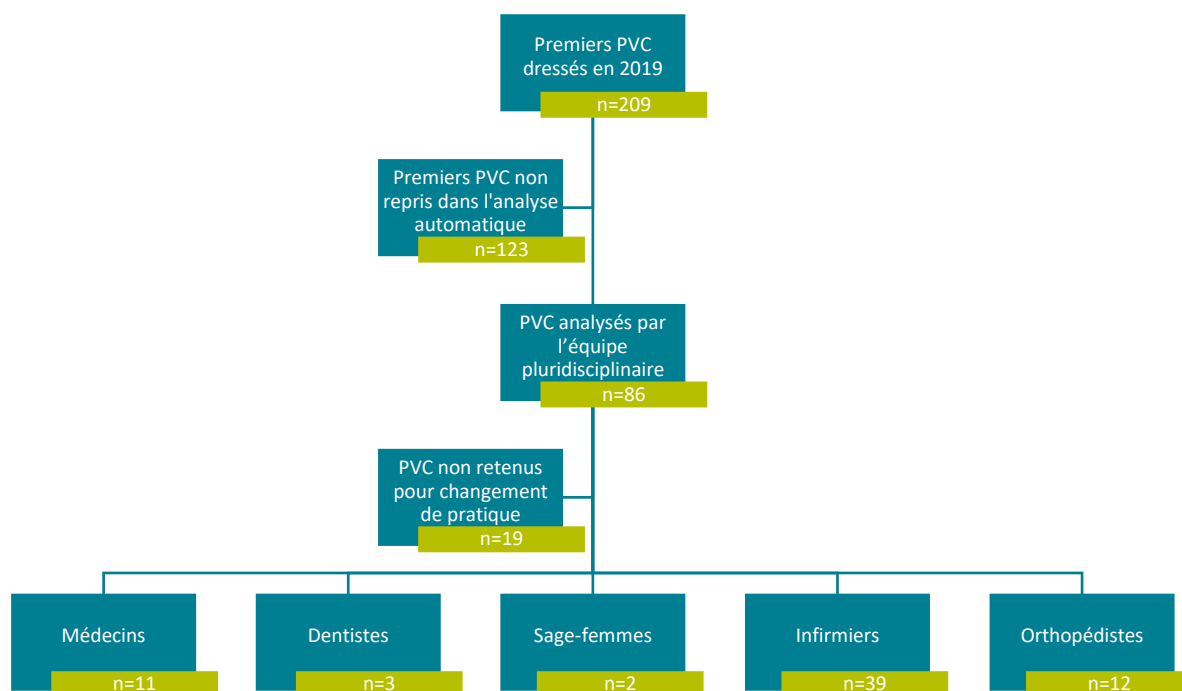 Premiers PVC
dressés en 2019
n=209
Premiers PVC non
repris dans l'analyse
automatique
n=123
PVC analysés par
l’équipe
pluridisciplinaire
n=86
PVC non retenus
pour changement
de pratique
n=19
Médecins
n=11
Dentistes
n=3
Sage-femmes
n=2
Infirmiers
n=39
Orthopédistes
n=12